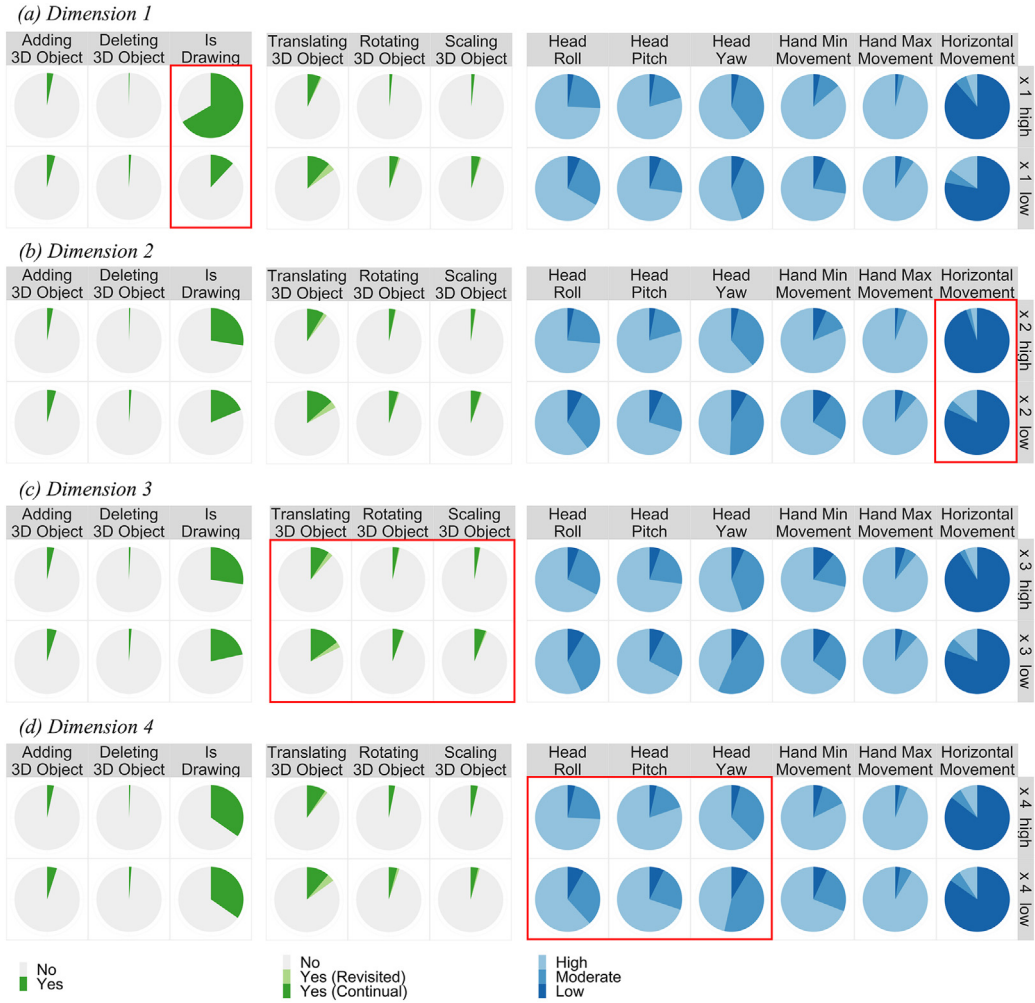 (a) Dimension 1
Adding 3D Object Deleting 3D Object Is Drawing Translating 3D Object Rotating 3D Object Scaling 3D Object Head Roll Head Pitch Head Yaw Hand Min Movement Hand Max Movement Horizontal Movement
x 1 high
x 1 low
(b) Dimension 2
Adding 3D Object Deleting 3D Object Is Drawing Translating 3D Object Rotating 3D Object Scaling 3D Object Head Roll Head Pitch Head Yaw Hand Min Movement Hand Max Movement Horizontal Movement
x 2 high
x 2 low
(c) Dimension 3
Adding 3D Object Deleting 3D Object Is Drawing Translating 3D Object Rotating 3D Object Scaling 3D Object Head Roll Head Pitch Head Yaw Hand Min Movement Hand Max Movement Horizontal Movement
x 3 high
x 3 low
(d) Dimension 4
Adding 3D Object Deleting 3D Object Is Drawing Translating 3D Object Rotating 3D Object Scaling 3D Object Head Roll Head Pitch Head Yaw Hand Min Movement Hand Max Movement Horizontal Movement
x 4 high
x 4 low
No
Yes
No
Yes (Revisited)
Yes (Continual)
High
Moderate
Low